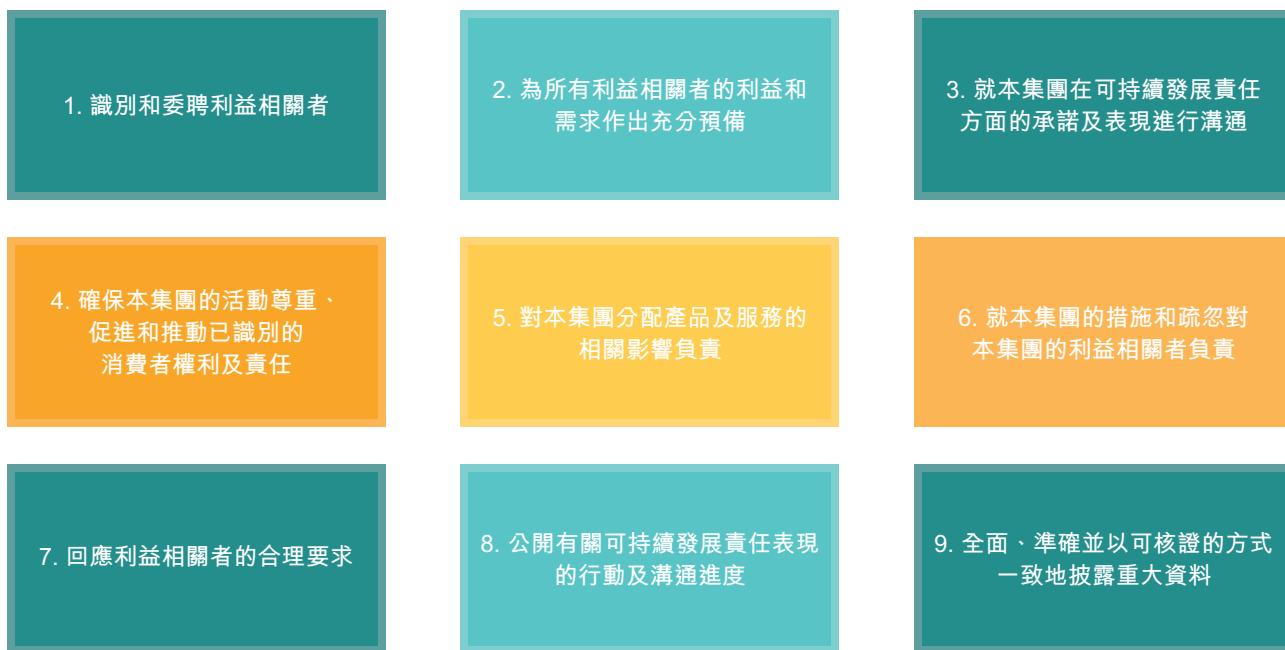 1. 識別和委聘利益相關者
2. 為所有利益相關者的利益和
需求作出充分預備
3. 就本集團在可持續發展責任
方面的承諾及表現進行溝通
4. 確保本集團的活動尊重、
促進和推動已識別的
消費者權利及責任
5. 對本集團分配產品及服務的
相關影響負責
6. 就本集團的措施和疏忽對
本集團的利益相關者負責
7. 回應利益相關者的合理要求
8. 公開有關可持續發展責任表現
的行動及溝通進度
9. 全面、準確並以可核證的方式
一致地披露重大資料